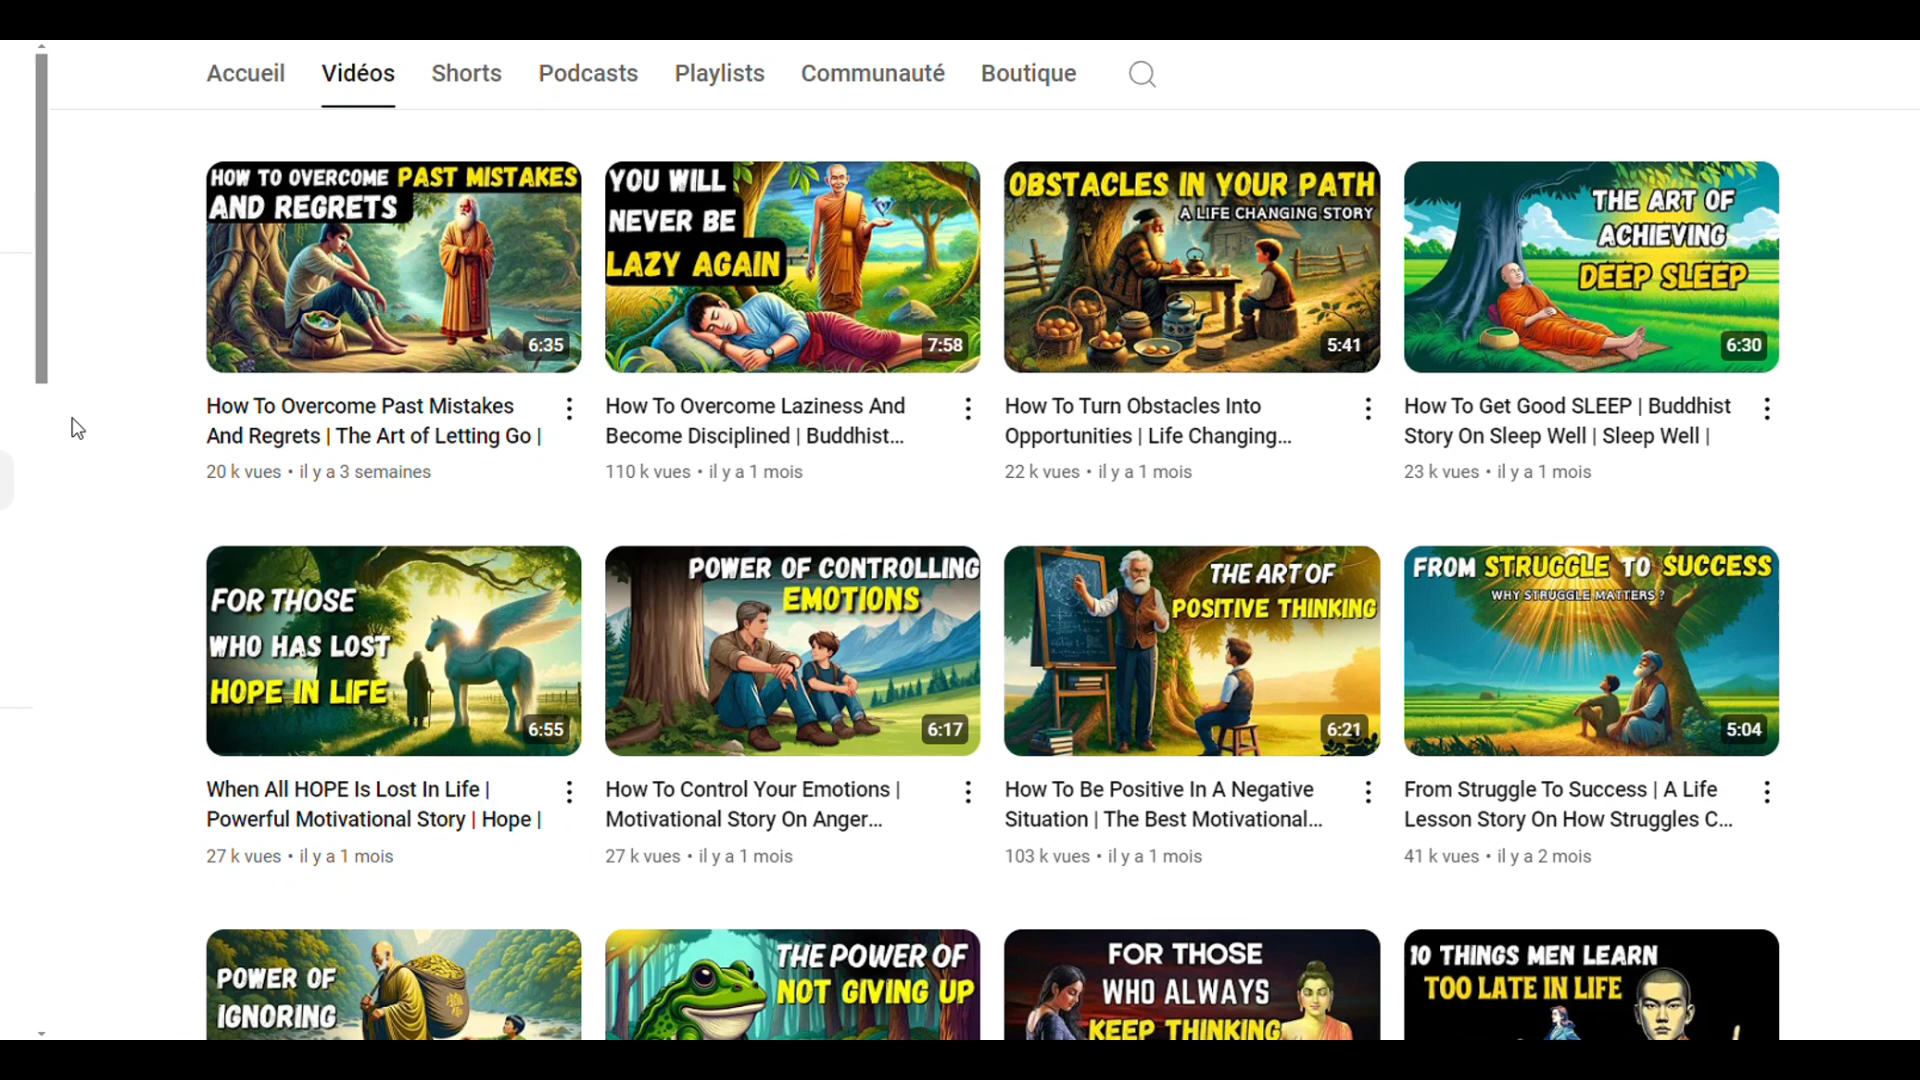 Accueil Vidéos Shorts Podcasts Playlists Communauté Boutique
HOW TO OVERCOME PAST MISTAKES
AND REGRETS
6:35
YOU WILL
NEVER BE
LAZY AGAIN
7:58
OBSTACLES IN YOUR PATH
A LIFE CHANGING STORY
5:41
THE ART OF
ACHIEVING
DEEP SLEEP
6:30
How To Overcome Past Mistakes
And Regrets | The Art of Letting Go |
20 k vues • il y a 3 semaines
How To Overcome Laziness And
Become Disciplined | Buddhist...
110 k vues • il y a 1 mois
How To Turn Obstacles Into
Opportunities | Life Changing...
22 k vues • il y a 1 mois
How To Get Good SLEEP | Buddhist
Story On Sleep Well | Sleep Well |
23 k vues • il y a 1 mois
FOR THOSE
WHO HAS LOST
HOPE IN LIFE
6:55
POWER OF CONTROLLING
EMOTIONS
6:17
THE ART OF
POSITIVE THINKING
6:21
FROM STRUGGLE TO SUCCESS
WHY STRUGGLE MATTERS ?
5:04
When All HOPE Is Lost In Life |
Powerful Motivational Story | Hope |
27 k vues • il y a 1 mois
How To Control Your Emotions |
Motivational Story On Anger...
27 k vues • il y a 1 mois
How To Be Positive In A Negative
Situation | The Best Motivational...
103 k vues • il y a 1 mois
From Struggle To Success | A Life
Lesson Story On How Struggles C...
41 k vues • il y a 2 mois
POWER OF
IGNORING
THE POWER OF
NOT GIVING UP
FOR THOSE
WHO ALWAYS
KEEP THINKING
10 THINGS MEN LEARN
TOO LATE IN LIFE